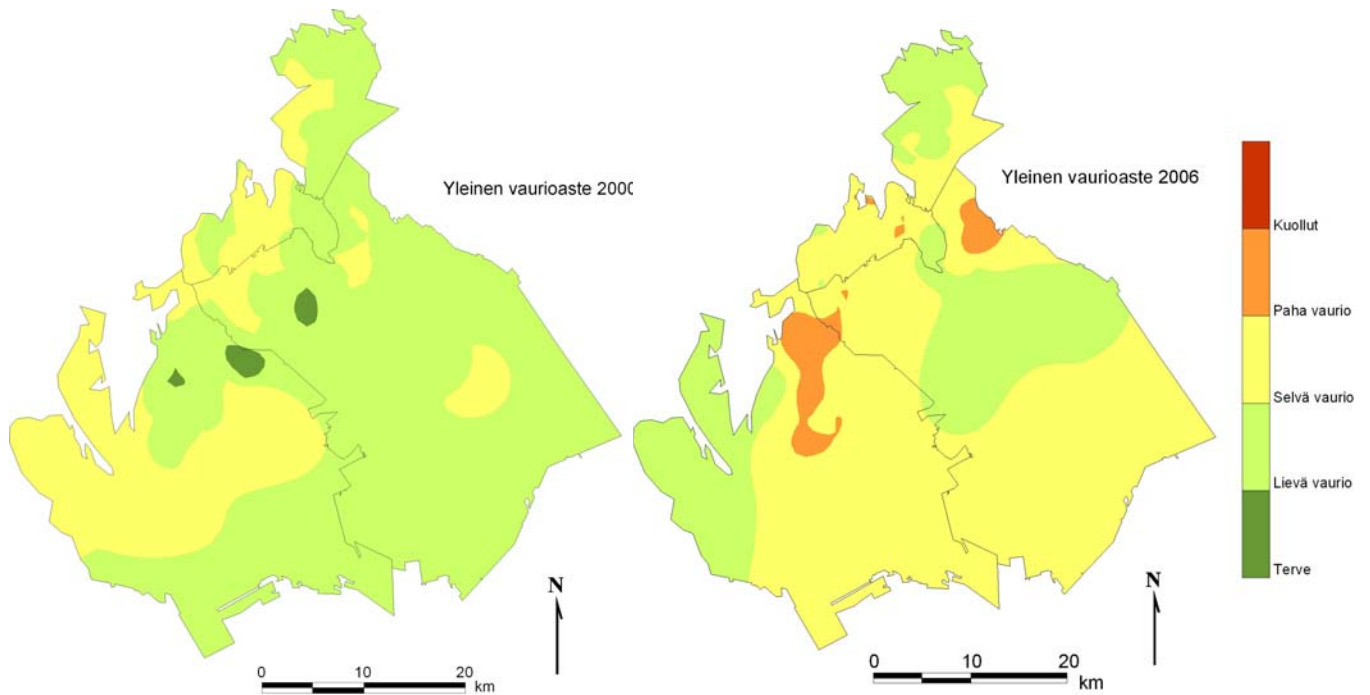 Yleinen vaurioaste 2000
N
0 10 20
km
Yleinen vaurioaste 2006
N
0 10 20
km
Kuollut
Paha vaurio
Selvä vaurio
Lievä vaurio
Terve